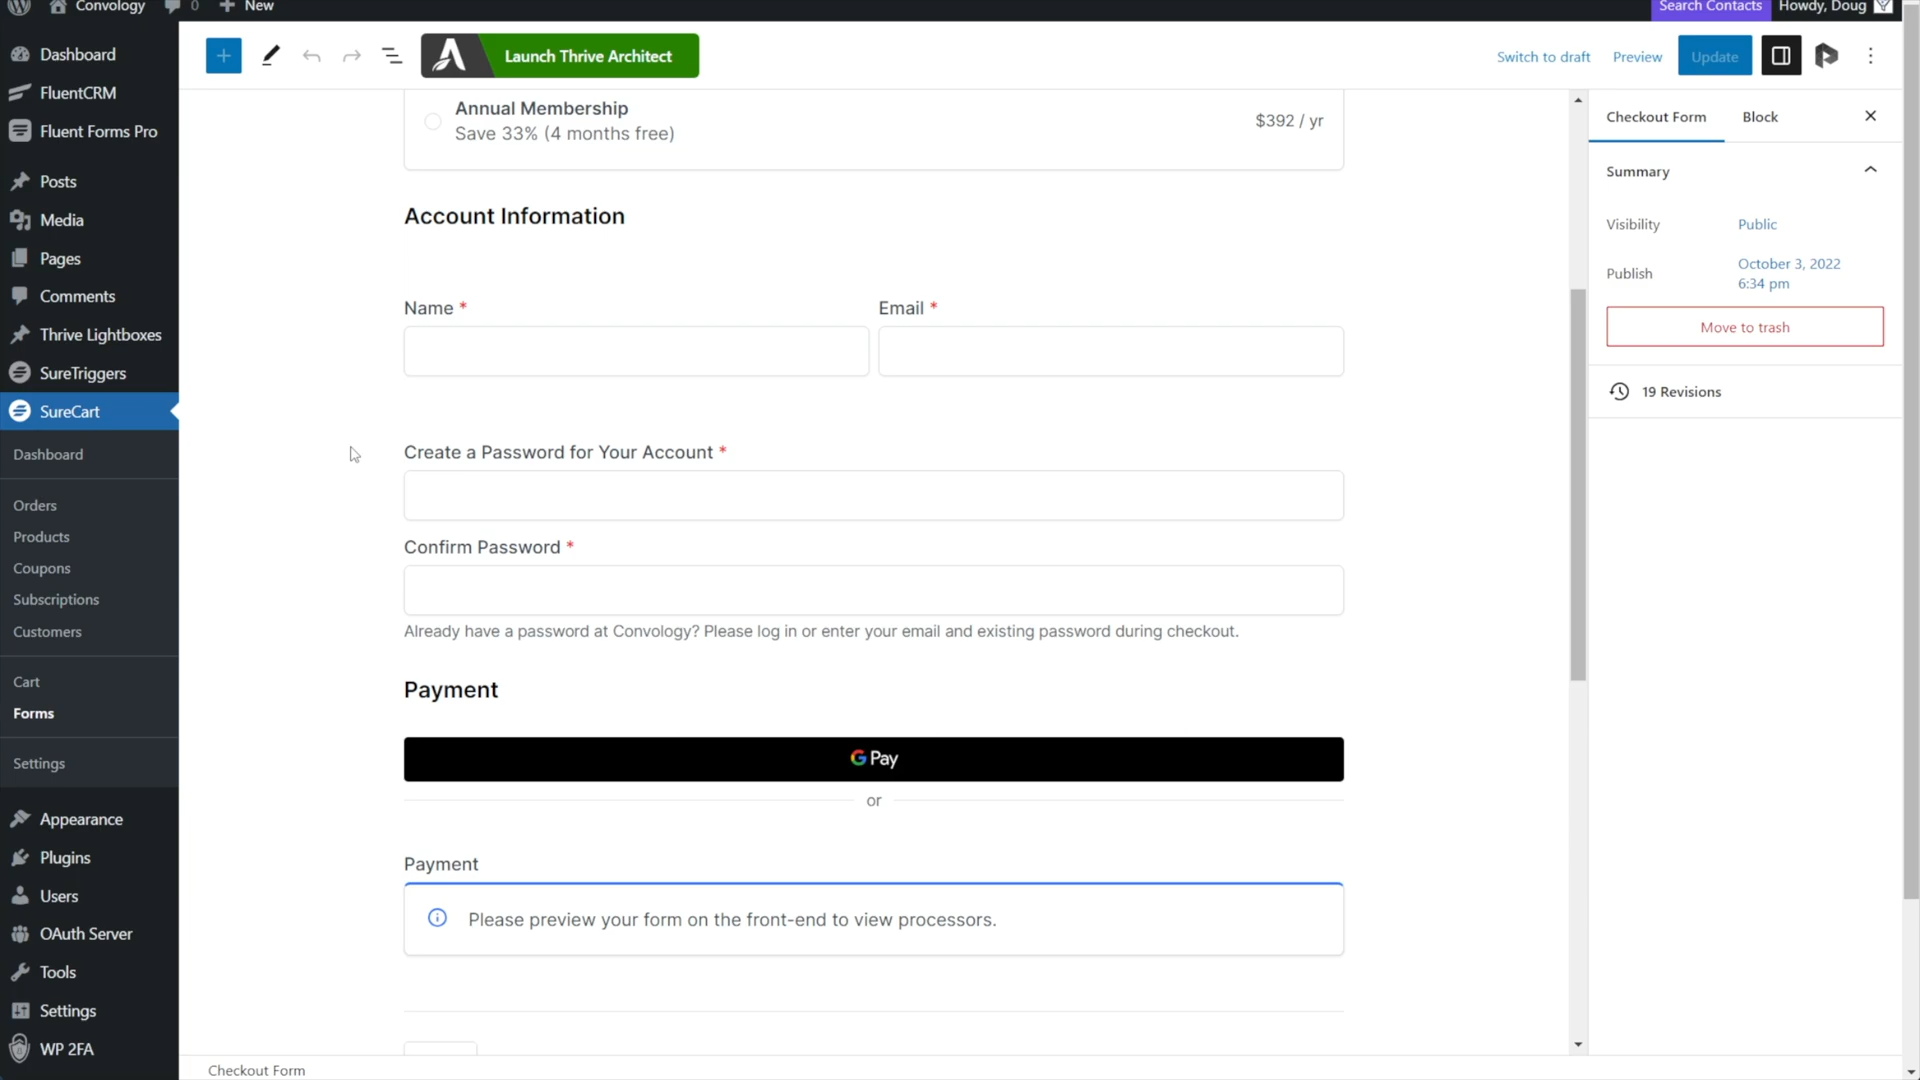 Convology
0
New
Search Contacts
Howdy, Doug
Dashboard
FluentCRM
Fluent Forms Pro
Posts
Media
Pages
Comments
Thrive Lightboxes
SureTriggers
SureCart
Dashboard
Orders
Products
Coupons
Subscriptions
Customers
Cart
Forms
Settings
Appearance
Plugins
Users
OAuth Server
Tools
Settings
WP 2FA
Launch Thrive Architect
Switch to draft
Preview
Update
Annual Membership
Save 33% (4 months free)
$392 / yr
Account Information
Name *
Email *
Create a Password for Your Account *
Confirm Password *
Already have a password at Convology? Please log in or enter your email and existing password during checkout.
Payment
G Pay
or
Payment
Please preview your form on the front-end to view processors.
Checkout Form
Checkout Form
Block
Summary
Visibility
Public
Publish
October 3, 2022
6:34 pm
Move to trash
19 Revisions